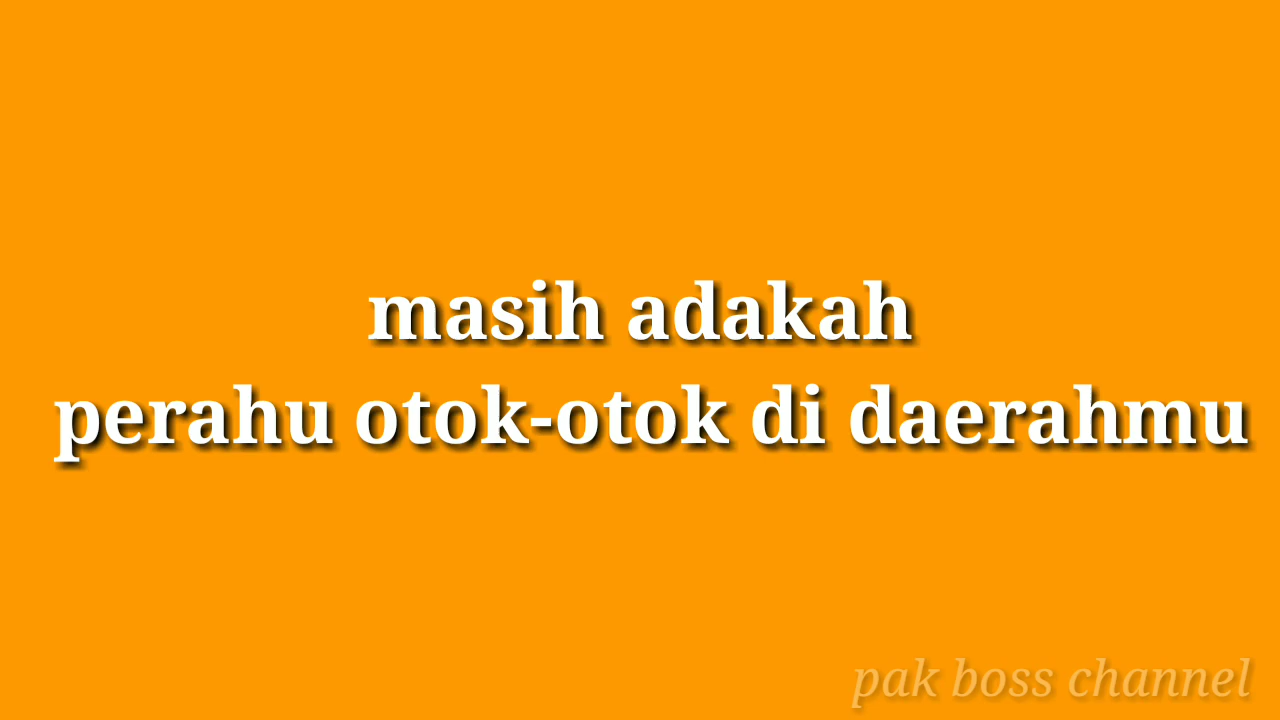 masih adakah
perahu otok-otok di daerahmu
pak boss channel